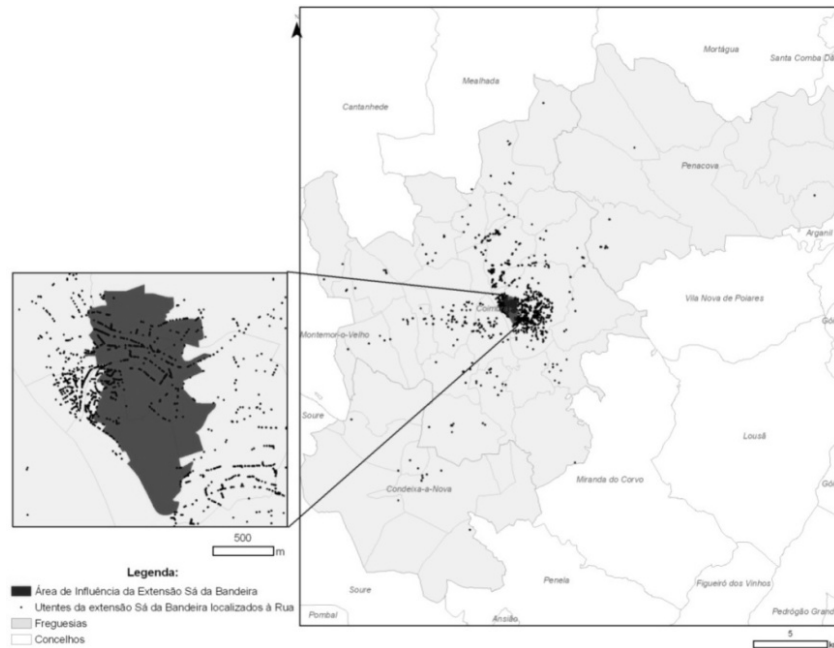 Mortágua
Santa Comba Dã
Mealhada
Cantanhede
Penacova
Arganil
Vila Nova de Poiares
Montemor-o-Velho
Soure
Lousã
Miranda do Corvo
Condeixa-a-Nova
500
m
Legenda:
Área de Influência da Extensão Sá da Bandeira
Utentes da extensão Sá da Bandeira localizados à Rua
Freguesias
Concelhos
Soure
Penela
Figueiró dos Vinhos
Pombal
Ansião
Pedrógão Grand
5